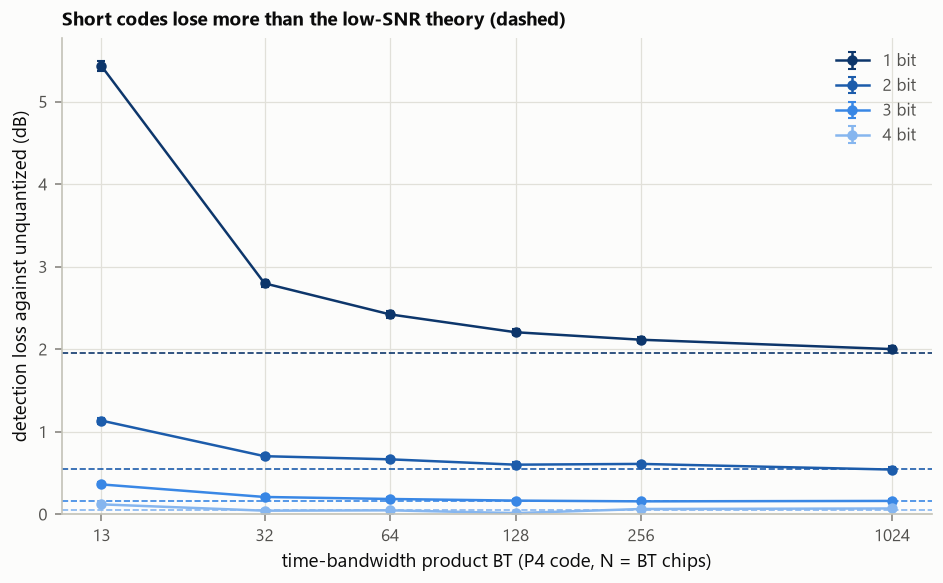 Short codes lose more than the low-SNR theory (dashed)
detection loss against unquantized (dB)
5
4
3
2
1
0
1 bit
2 bit
3 bit
4 bit
13
32
64
128
256
1024
time-bandwidth product BT (P4 code, N = BT chips)